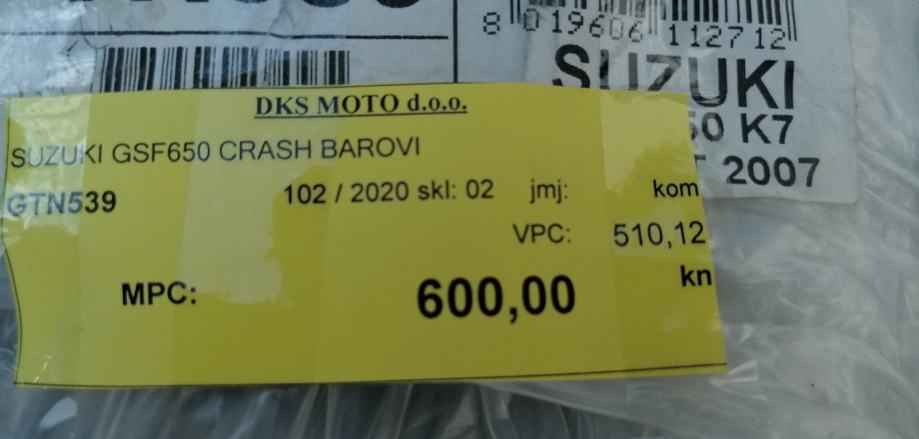 8 019606 112712
SUZUKI
50 K7
2007
DKS MOTO d.o.o.
SUZUKI GSF650 CRASH BAROVI
GTN539 102 / 2020 skl: 02 jmj: kom
VPC: 510,12
kn
MPC: 600,00